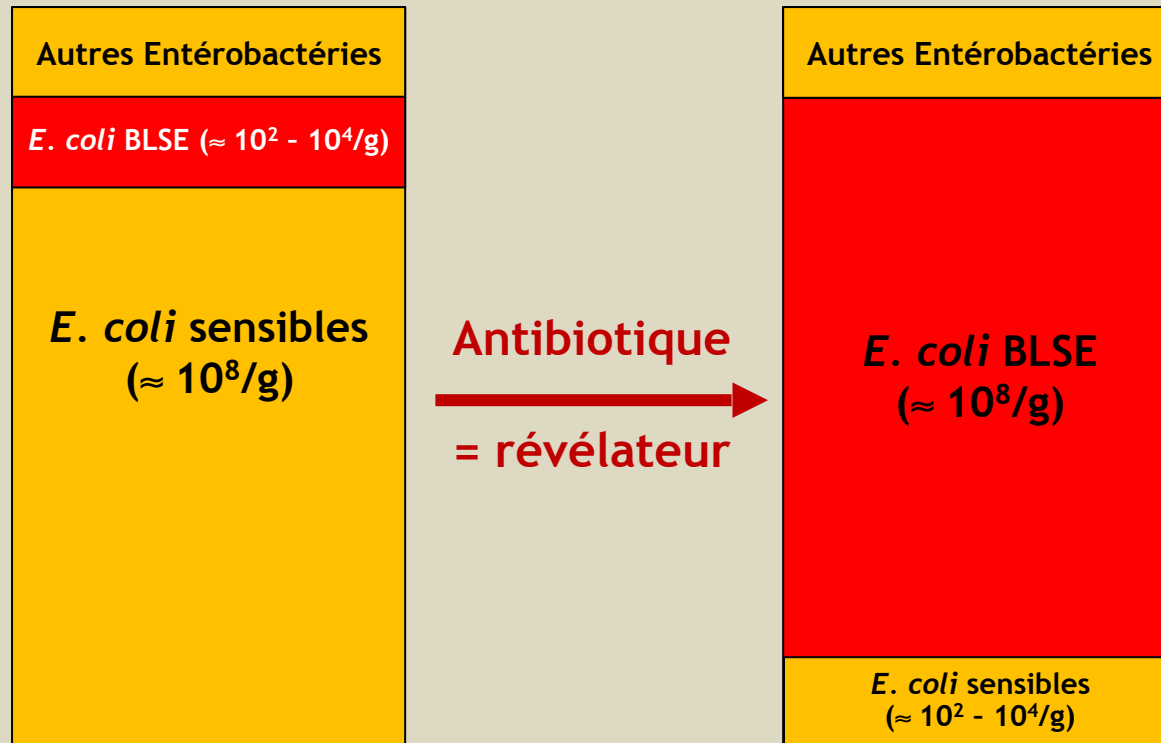 Autres Entérobactéries
E. coli BLSE (≈ 10² – 10⁴/g)
E. coli sensibles
(≈ 10⁸/g)
Antibiotique
= révélateur
Autres Entérobactéries
E. coli BLSE
(≈ 10⁸/g)
E. coli sensibles
(≈ 10² – 10⁴/g)